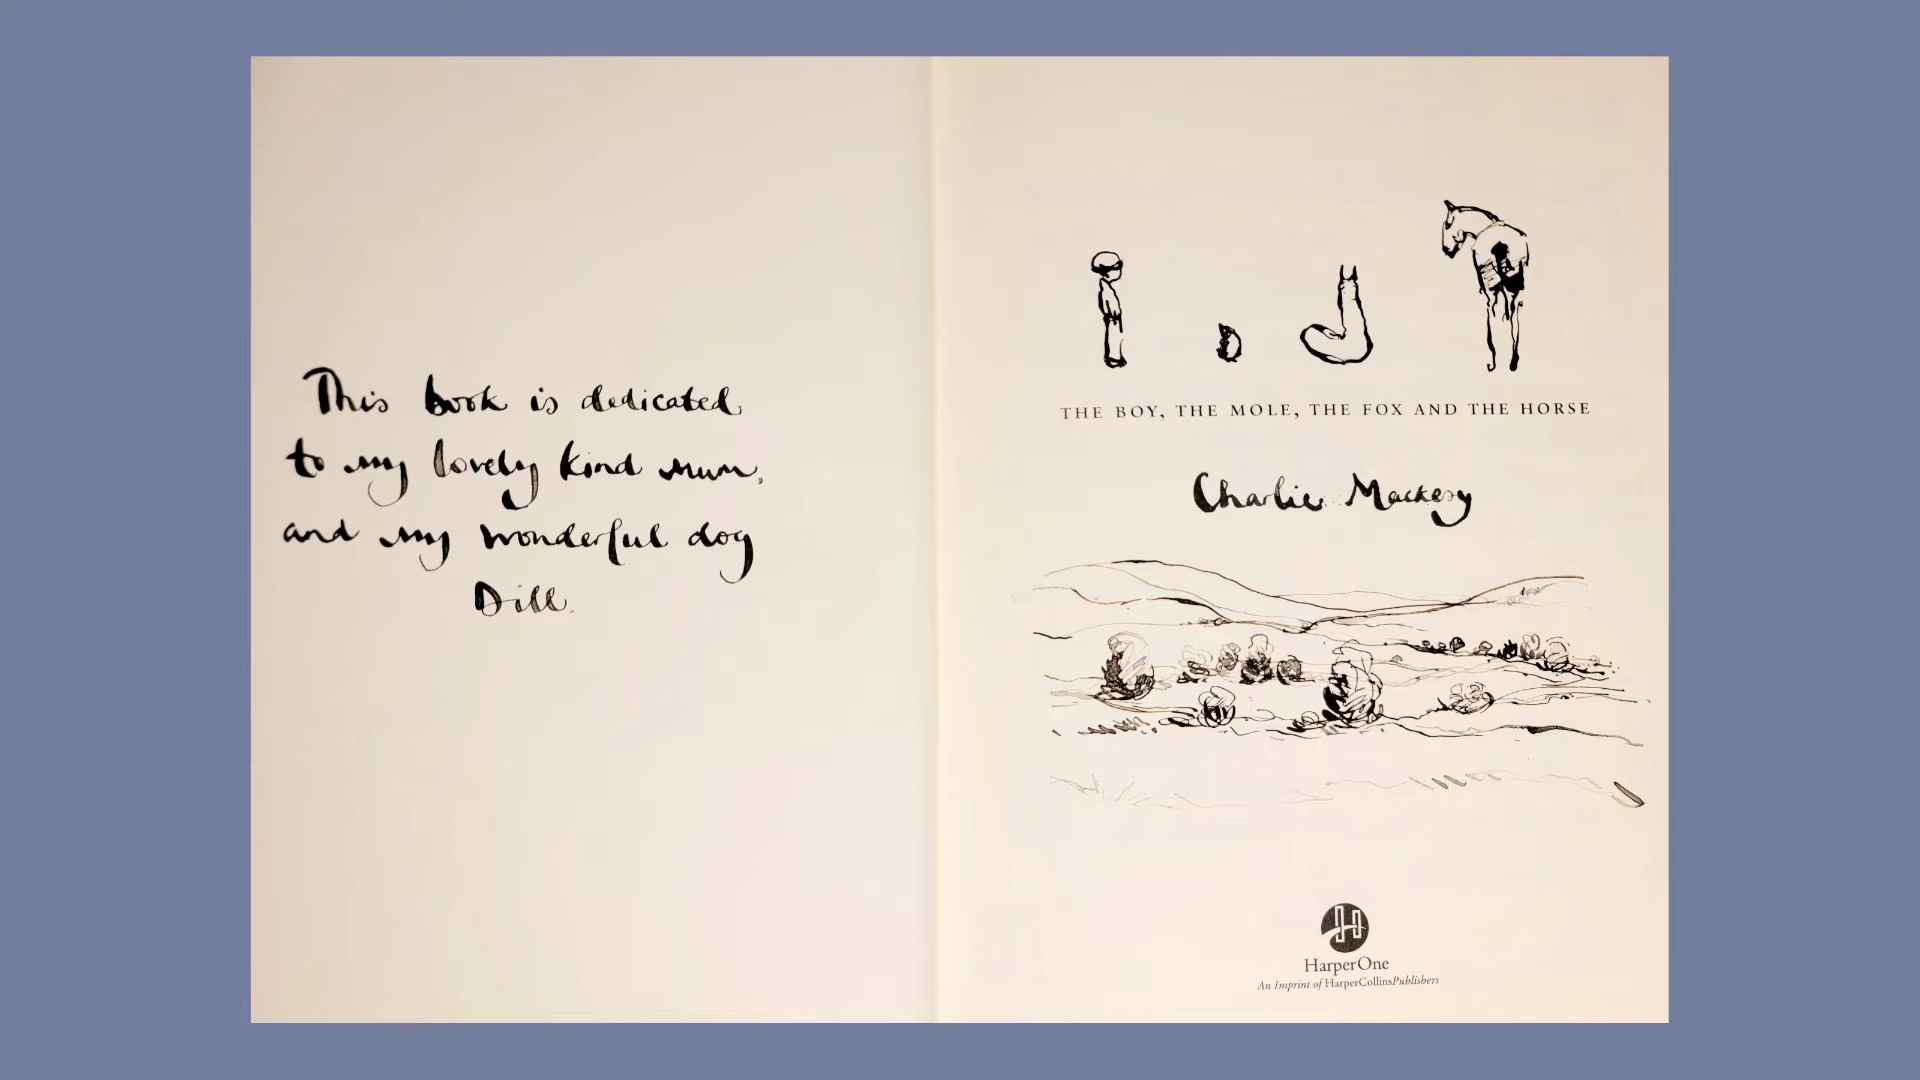 This book is dedicated
to my lovely kind mum,
and my wonderful dog
Dill.
THE BOY, THE MOLE, THE FOX AND THE HORSE
Charlie Mackesy
H
HarperOne
An Imprint of HarperCollinsPublishers